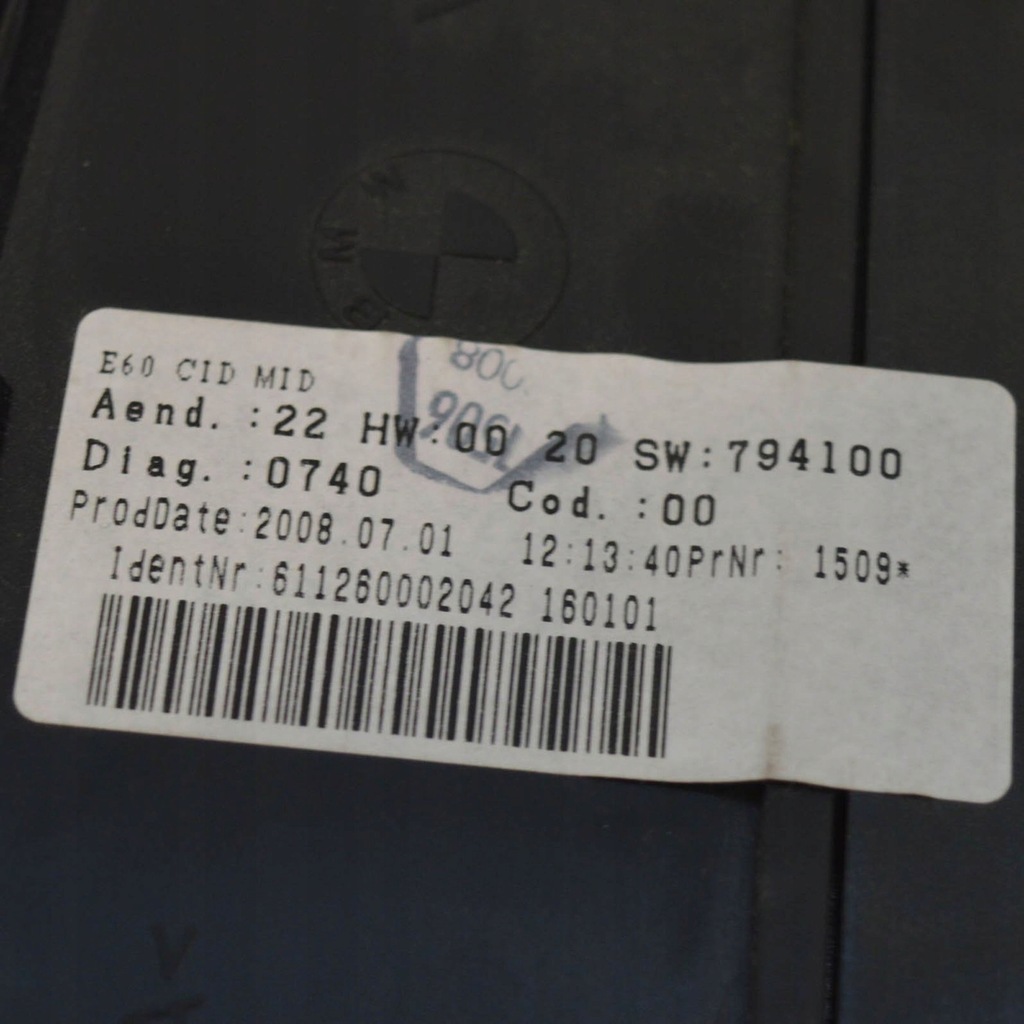 BMW
E60 CID MID
Aend. :22 HW:00 20 SW:794100
Diag. :0740 Cod. :00
ProdDate:2008.07.01 12:13:40PrNr: 1509*
IdentNr:611260002042 160101